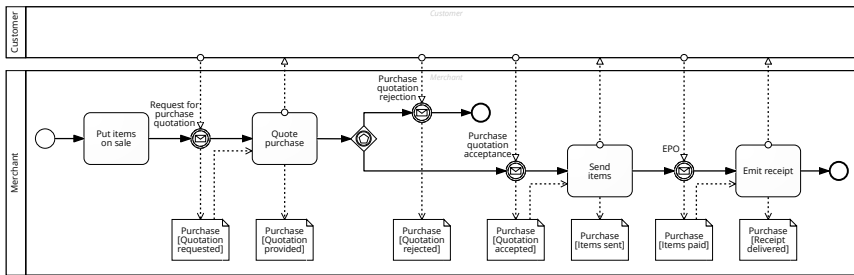 Customer
Customer
Merchant
Merchant
Put items
on sale
Request for
purchase
quotation
Quote
purchase
Purchase
quotation
rejection
Purchase
quotation
acceptance
Send
items
EPO
Emit receipt
Purchase
[Quotation
requested]
Purchase
[Quotation
provided]
Purchase
[Quotation
rejected]
Purchase
[Quotation
accepted]
Purchase
[Items sent]
Purchase
[Items paid]
Purchase
[Receipt
delivered]